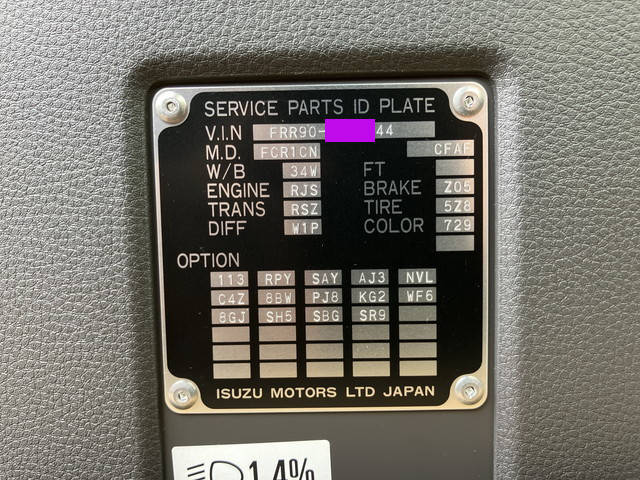 SERVICE PARTS ID PLATE
V.I.N FRR90- 44
M.D. FCR1CN CFAF
W/B 34W FT
ENGINE RJS BRAKE Z05
TRANS RSZ TIRE 5Z8
DIFF W1P COLOR 729
OPTION
113 RPY SAY AJ3 NVL
C4Z 8BW PJ8 KG2 WF6
8GJ SH5 SBG SR9
ISUZU MOTORS LTD JAPAN
1.4%